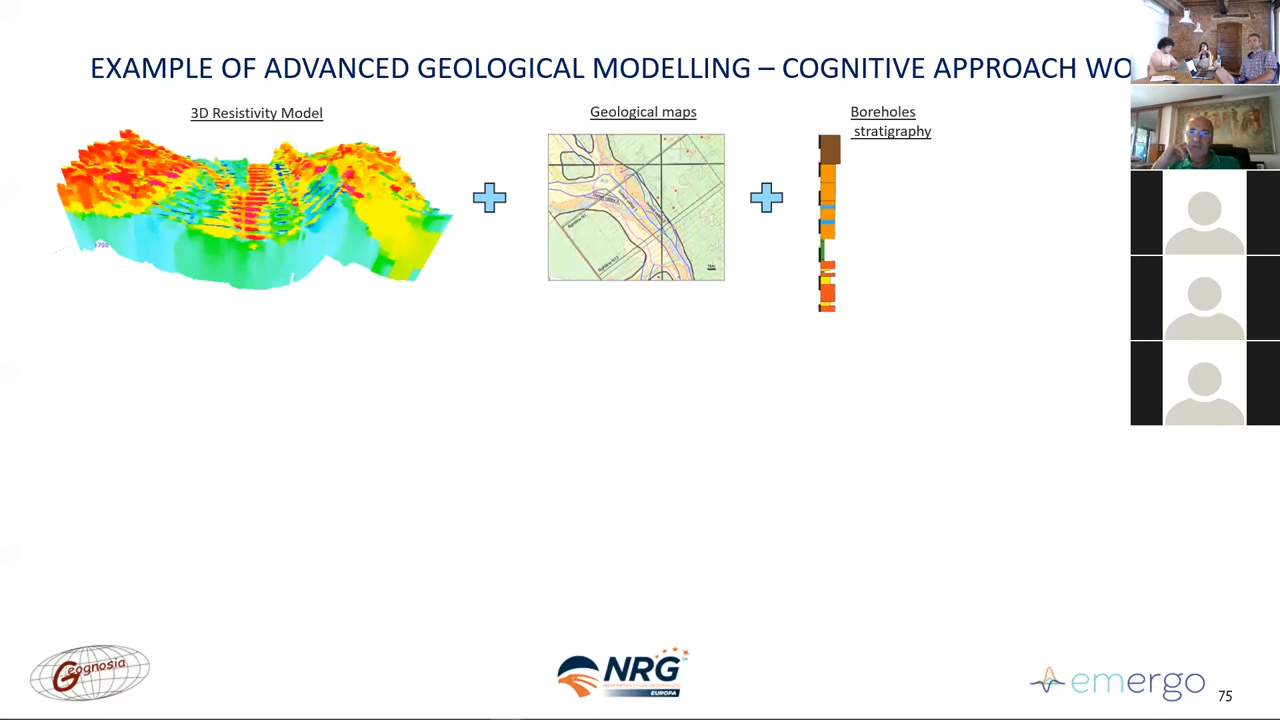 EXAMPLE OF ADVANCED GEOLOGICAL MODELLING – COGNITIVE APPROACH WO
3D Resistivity Model
Geological maps
Boreholes
stratigraphy
Geognosia
NRG
EUROPA
emergo
75